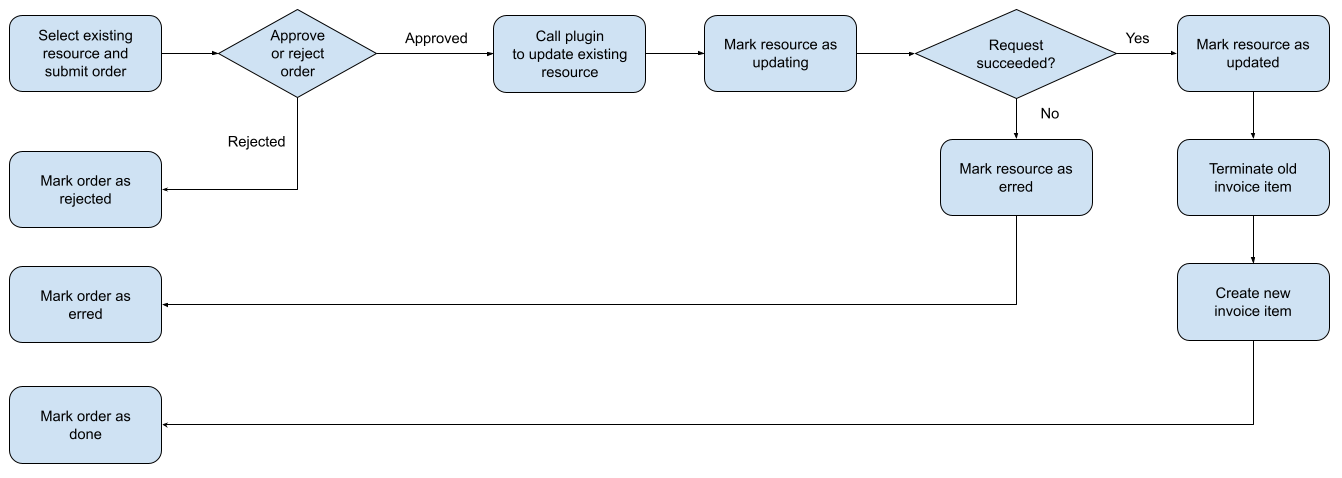 Select existing
resource and
submit order
Approve
or reject
order
Approved
Call plugin
to update existing
resource
Mark resource as
updating
Request
succeeded?
Yes
Mark resource as
updated
No
Rejected
Mark order as
rejected
Mark resource as
erred
Terminate old
invoice item
Mark order as
erred
Create new
invoice item
Mark order as
done